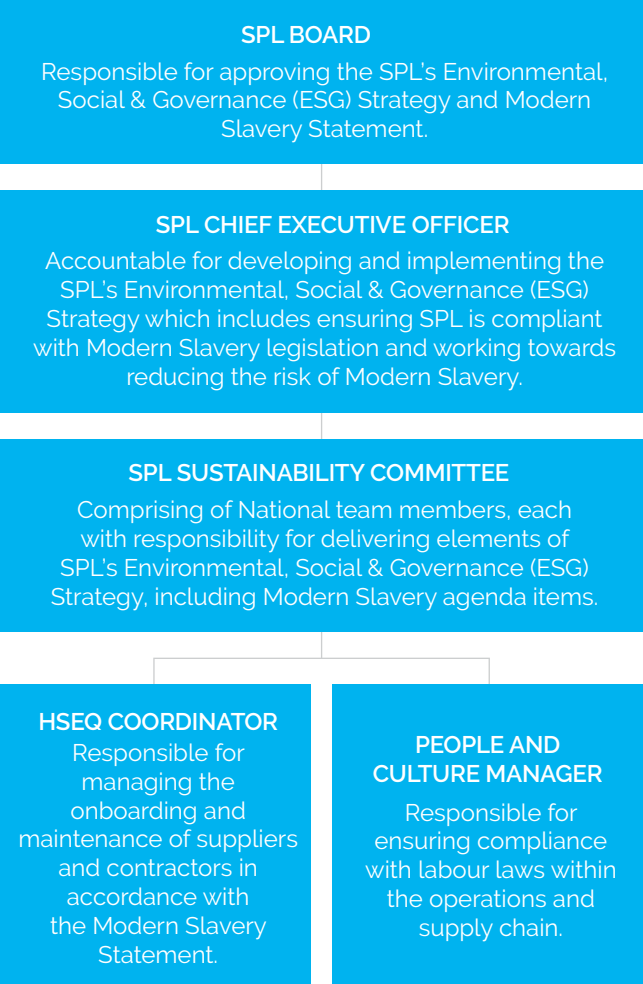 SPL BOARD
Responsible for approving the SPL's Environmental,
Social & Governance (ESG) Strategy and Modern
Slavery Statement.
SPL CHIEF EXECUTIVE OFFICER
Accountable for developing and implementing the
SPL's Environmental, Social & Governance (ESG)
Strategy which includes ensuring SPL is compliant
with Modern Slavery legislation and working towards
reducing the risk of Modern Slavery.
SPL SUSTAINABILITY COMMITTEE
Comprising of National team members, each
with responsibility for delivering elements of
SPL's Environmental, Social & Governance (ESG)
Strategy, including Modern Slavery agenda items.
HSEQ COORDINATOR
Responsible for
managing the
onboarding and
maintenance of suppliers
and contractors in
accordance with
the Modern Slavery
Statement.
PEOPLE AND
CULTURE MANAGER
Responsible for
ensuring compliance
with labour laws within
the operations and
supply chain.